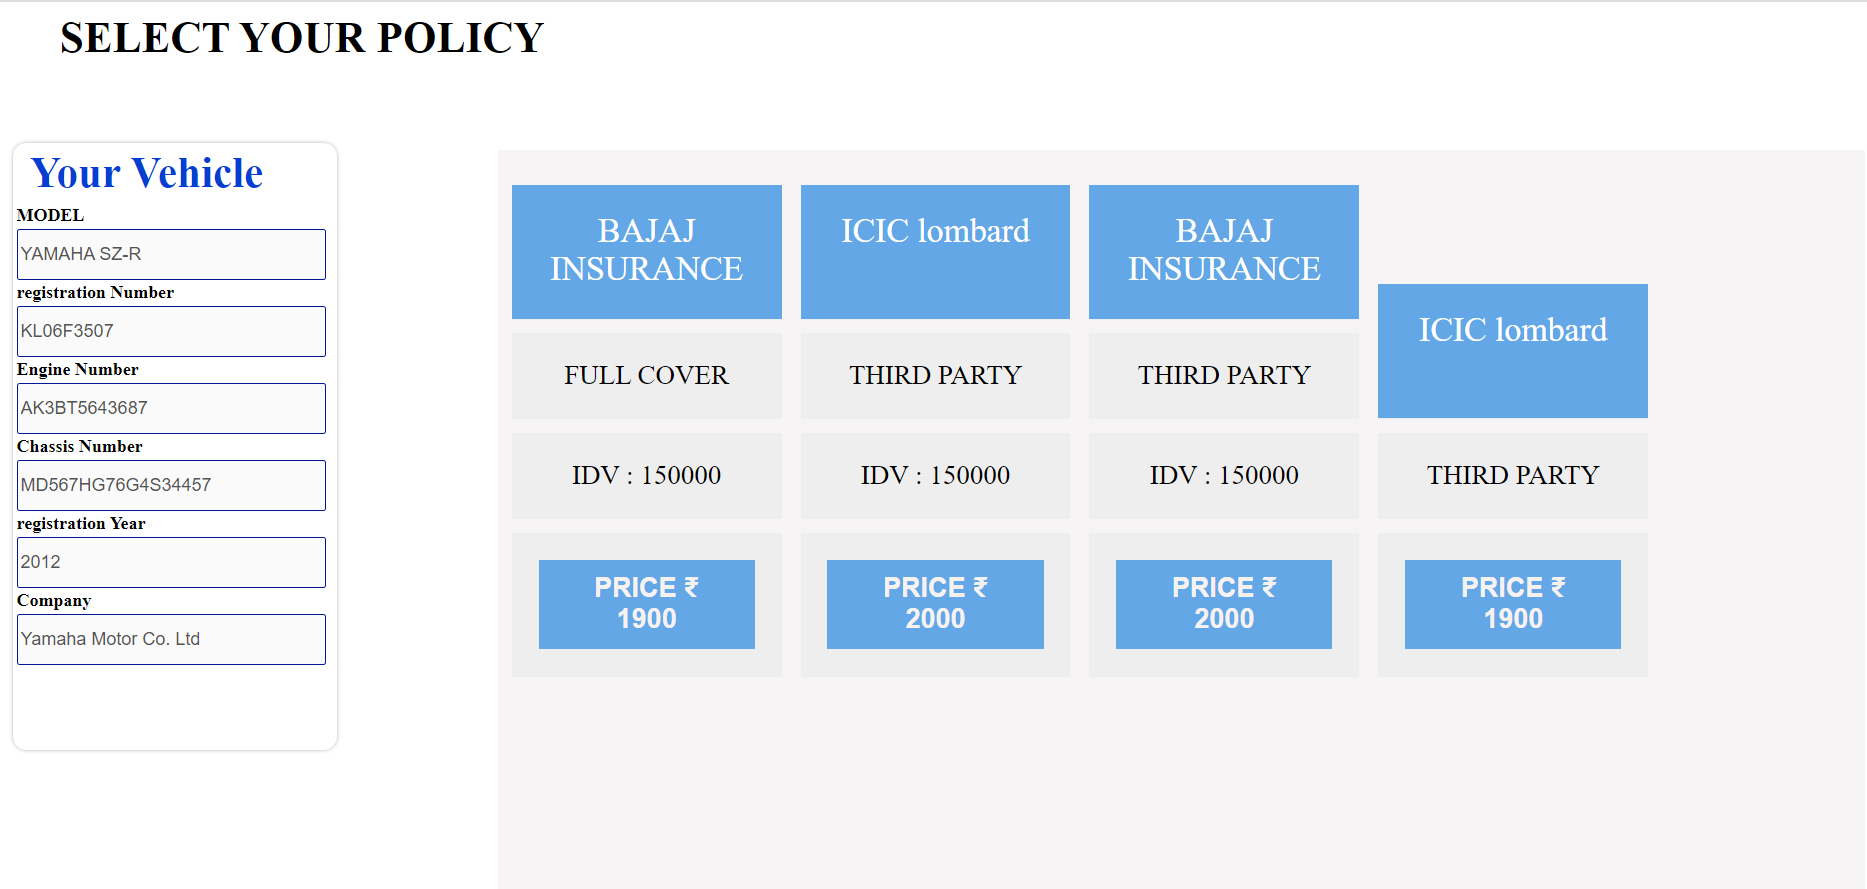 SELECT YOUR POLICY
Your Vehicle
MODEL
YAMAHA SZ-R
registration Number
KL06F3507
Engine Number
AK3BT5643687
Chassis Number
MD567HG76G4S34457
registration Year
2012
Company
Yamaha Motor Co. Ltd
BAJAJ
INSURANCE
FULL COVER
IDV : 150000
PRICE ₹
1900
ICIC lombard
THIRD PARTY
IDV : 150000
PRICE ₹
2000
BAJAJ
INSURANCE
THIRD PARTY
IDV : 150000
PRICE ₹
2000
ICIC lombard
THIRD PARTY
PRICE ₹
1900